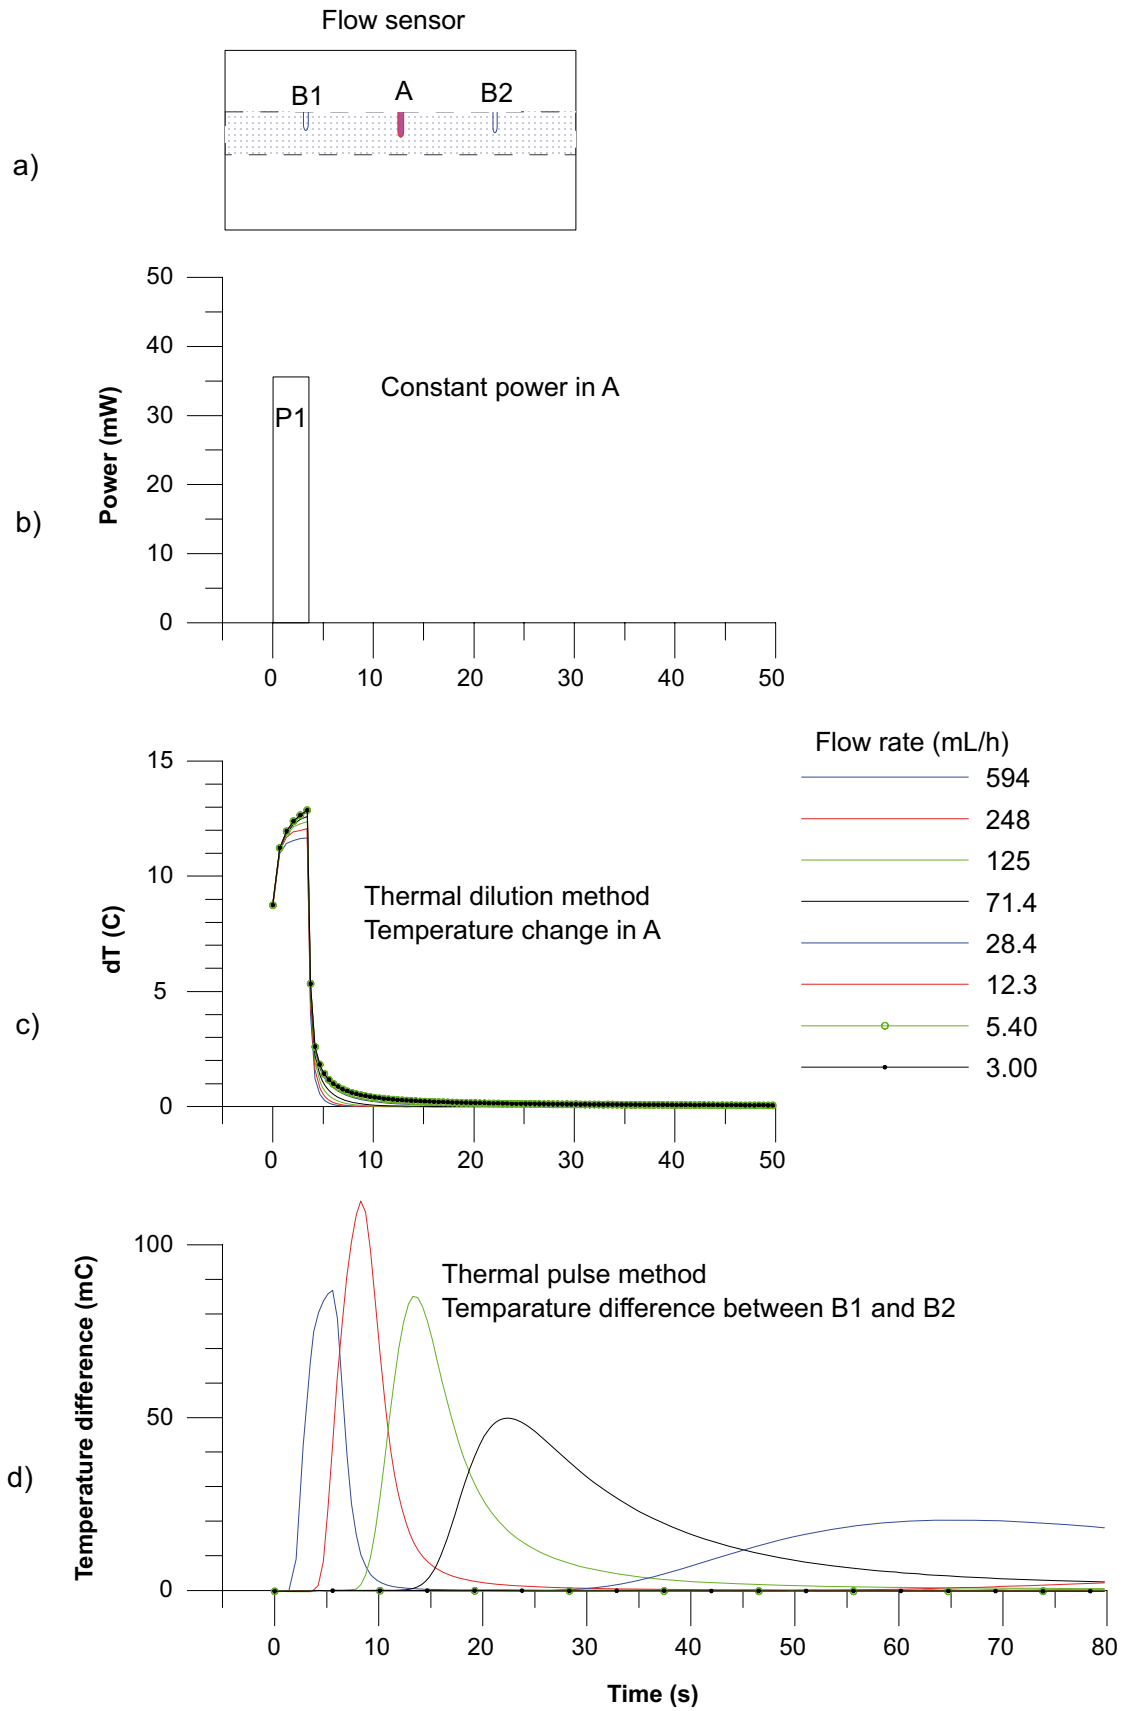 Flow sensor
B1 A B2
a)
50
40
30
20
10
0
Power (mW)
P1
Constant power in A
b)
0 10 20 30 40 50
Flow rate (mL/h)
594
248
125
71.4
28.4
12.3
5.40
3.00
15
10
5
0
dT (C)
Thermal dilution method
Temperature change in A
c)
0 10 20 30 40 50
100
50
0
Temperature difference (mC)
Thermal pulse method
Temparature difference between B1 and B2
d)
0 10 20 30 40 50 60 70 80
Time (s)